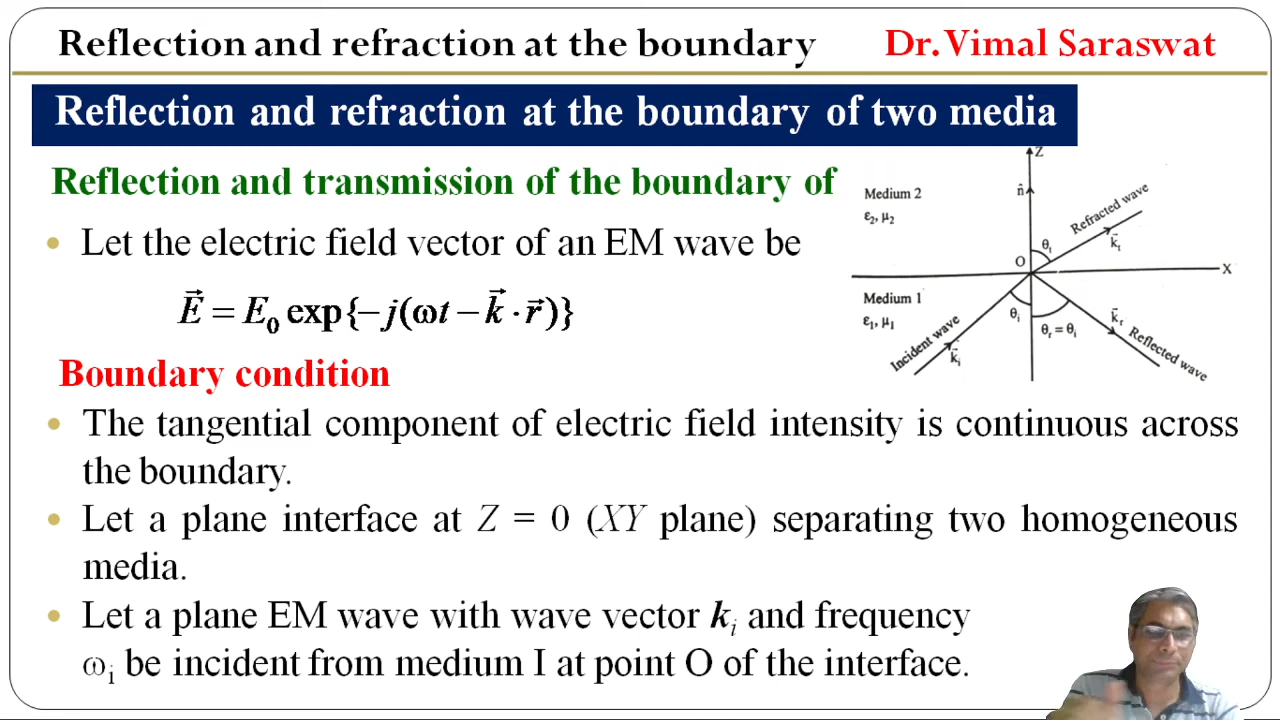 Reflection and refraction at the boundary Dr. Vimal Saraswat
Reflection and refraction at the boundary of two media
Reflection and transmission of the boundary of
• Let the electric field vector of an EM wave be
E⃗ = E₀ exp{−j(ωt − k⃗ · r⃗)}
Z
n̂
Medium 2
ε₂, μ₂
Refracted wave
k⃗ₜ
θₜ
O
X
Medium 1
ε₁, μ₁
θᵢ
θᵣ = θᵢ
k⃗ᵣ
Incident wave
k⃗ᵢ
Reflected wave
Boundary condition
• The tangential component of electric field intensity is continuous across
the boundary.
• Let a plane interface at Z = 0 (XY plane) separating two homogeneous
media.
• Let a plane EM wave with wave vector kᵢ and frequency
ωᵢ be incident from medium I at point O of the interface.